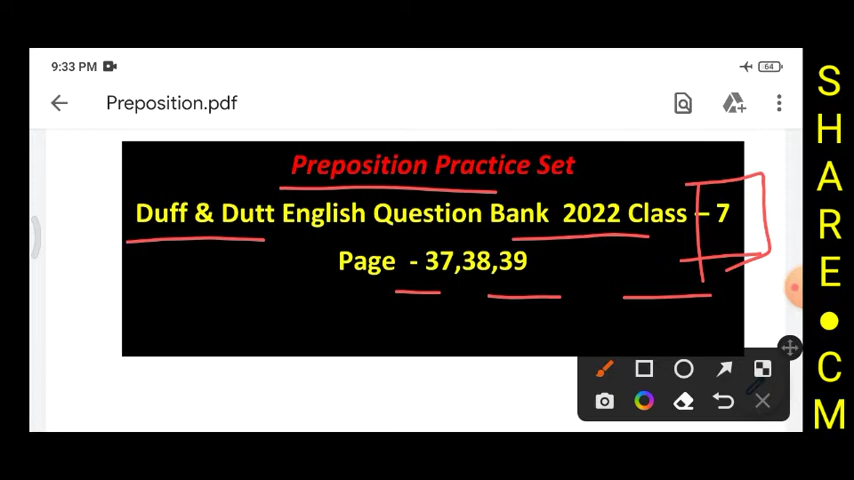 9:33 PM
64
Preposition.pdf
Preposition Practice Set
Duff & Dutt English Question Bank 2022 Class – 7
Page - 37,38,39
SHARE ● CM